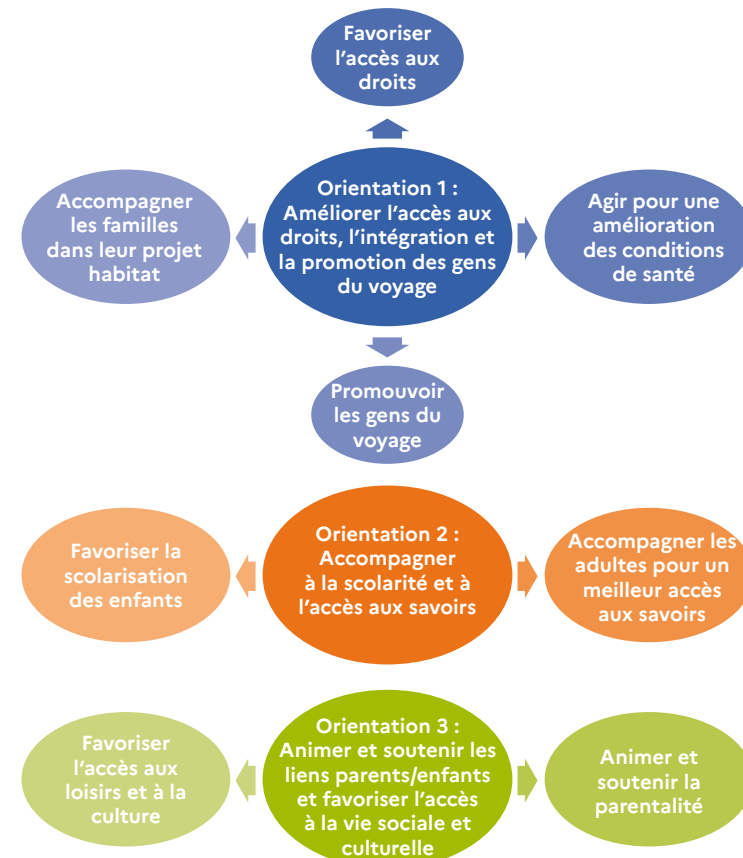 Favoriser
l'accès aux
droits
Accompagner
les familles
dans leur projet
habitat
Orientation 1 :
Améliorer l'accès aux
droits, l'intégration et
la promotion des gens
du voyage
Agir pour une
amélioration
des conditions
de santé
Promouvoir
les gens du
voyage
Favoriser la
scolarisation
des enfants
Orientation 2 :
Accompagner
à la scolarité et à
l'accès aux savoirs
Accompagner les
adultes pour un
meilleur accès
aux savoirs
Favoriser
l'accès aux
loisirs et à la
culture
Orientation 3 :
Animer et soutenir les
liens parents/enfants
et favoriser l'accès
à la vie sociale et
culturelle
Animer et
soutenir la
parentalité